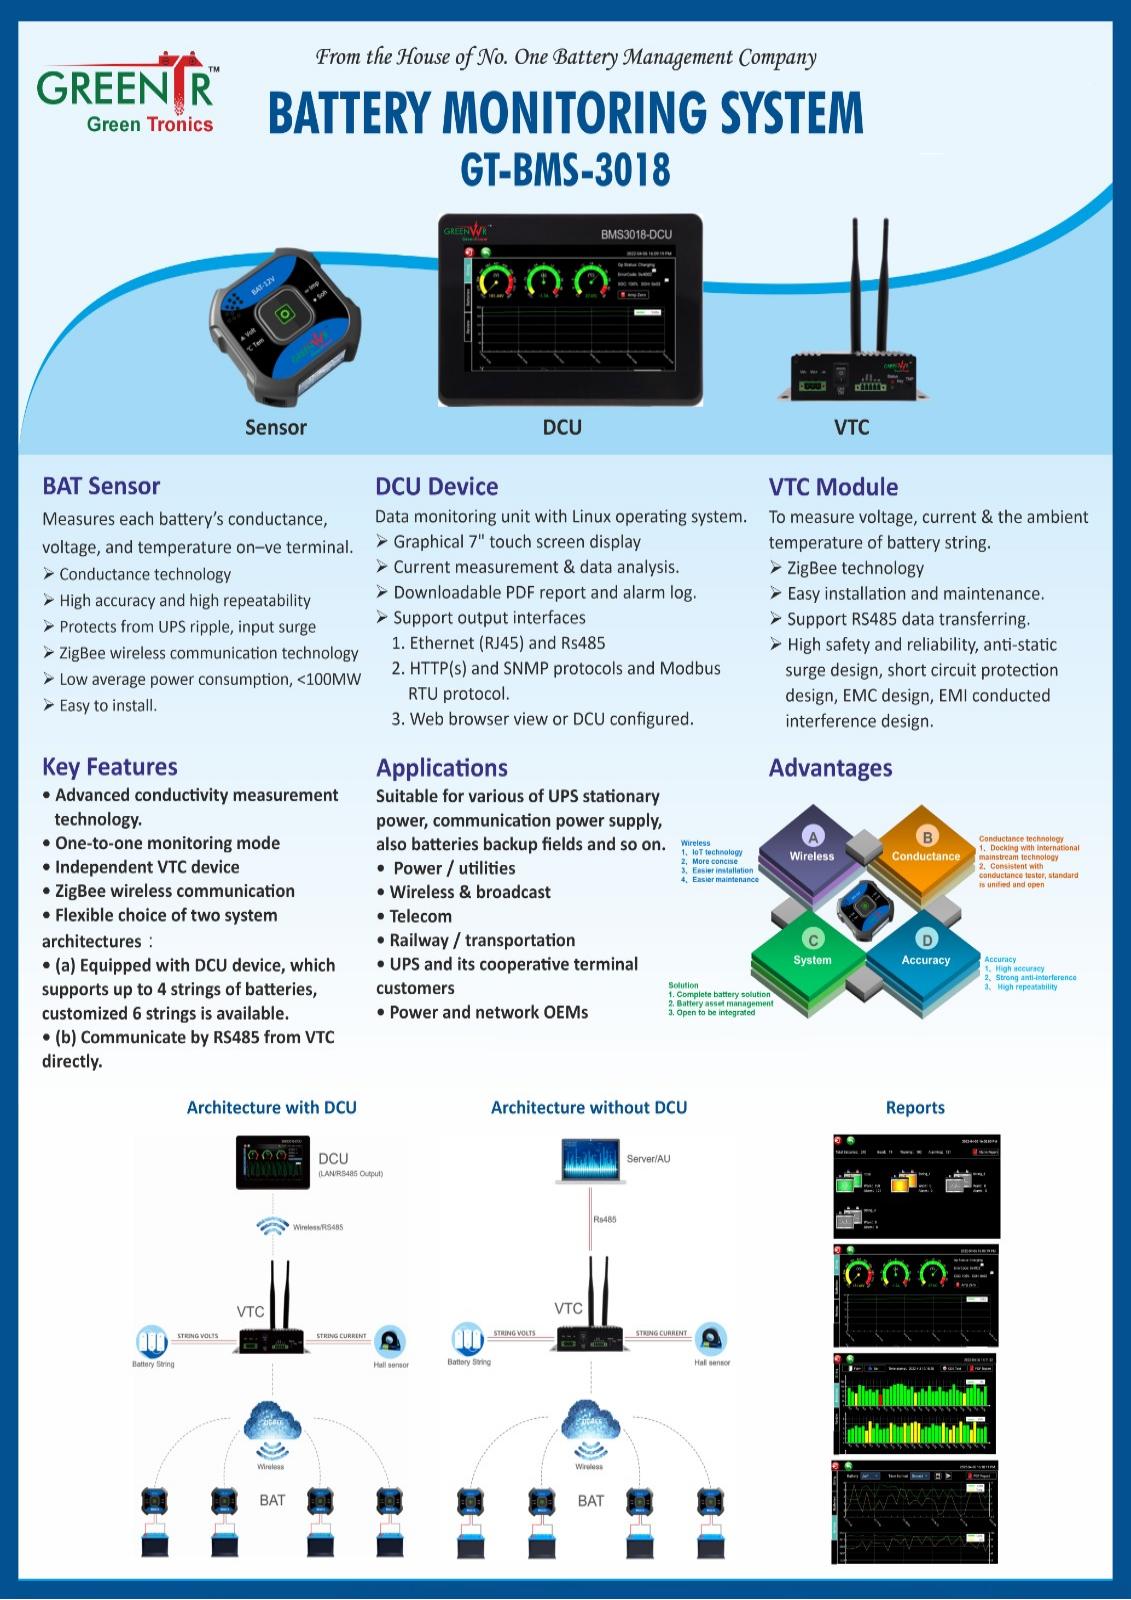 From the House of No. One Battery Management Company
GREENTR™
Green Tronics
BATTERY MONITORING SYSTEM
GT-BMS-3018
BAT-12V
BMS3018-DCU
Sensor
DCU
VTC
BAT Sensor
Measures each battery’s conductance,
voltage, and temperature on–ve terminal.
➢ Conductance technology
➢ High accuracy and high repeatability
➢ Protects from UPS ripple, input surge
➢ ZigBee wireless communication technology
➢ Low average power consumption, <100MW
➢ Easy to install.
DCU Device
Data monitoring unit with Linux operating system.
➢ Graphical 7" touch screen display
➢ Current measurement & data analysis.
➢ Downloadable PDF report and alarm log.
➢ Support output interfaces
1. Ethernet (RJ45) and Rs485
2. HTTP(s) and SNMP protocols and Modbus
RTU protocol.
3. Web browser view or DCU configured.
VTC Module
To measure voltage, current & the ambient
temperature of battery string.
➢ ZigBee technology
➢ Easy installation and maintenance.
➢ Support RS485 data transferring.
➢ High safety and reliability, anti-static
surge design, short circuit protection
design, EMC design, EMI conducted
interference design.
Key Features
• Advanced conductivity measurement
technology.
• One-to-one monitoring mode
• Independent VTC device
• ZigBee wireless communication
• Flexible choice of two system
architectures :
• (a) Equipped with DCU device, which
supports up to 4 strings of batteries,
customized 6 strings is available.
• (b) Communicate by RS485 from VTC
directly.
Applications
Suitable for various of UPS stationary
power, communication power supply,
also batteries backup fields and so on.
• Power / utilities
• Wireless & broadcast
• Telecom
• Railway / transportation
• UPS and its cooperative terminal
customers
• Power and network OEMs
Advantages
Wireless
1、 IoT technology
2、 More concise
3、 Easier installation
4、 Easier maintenance
A
Wireless
B
Conductance
Conductance technology
1、 Docking with international
mainstream technology
2、 Consistent with
conductance tester, standard
is unified and open
C
System
D
Accuracy
Solution
1. Complete battery solution
2. Battery asset management
3. Open to be integrated
Accuracy
1、 High accuracy
2、 Strong anti-interference
3、 High repeatability
Architecture with DCU
DCU
(LAN/RS485 Output)
Wireless/RS485
VTC
STRING VOLTS
STRING CURRENT
Battery String
Hall sensor
ZIGBEE
Wireless
BAT
Architecture without DCU
Server/AU
Rs485
VTC
STRING VOLTS
STRING CURRENT
Battery String
Hall sensor
ZIGBEE
Wireless
BAT
Reports